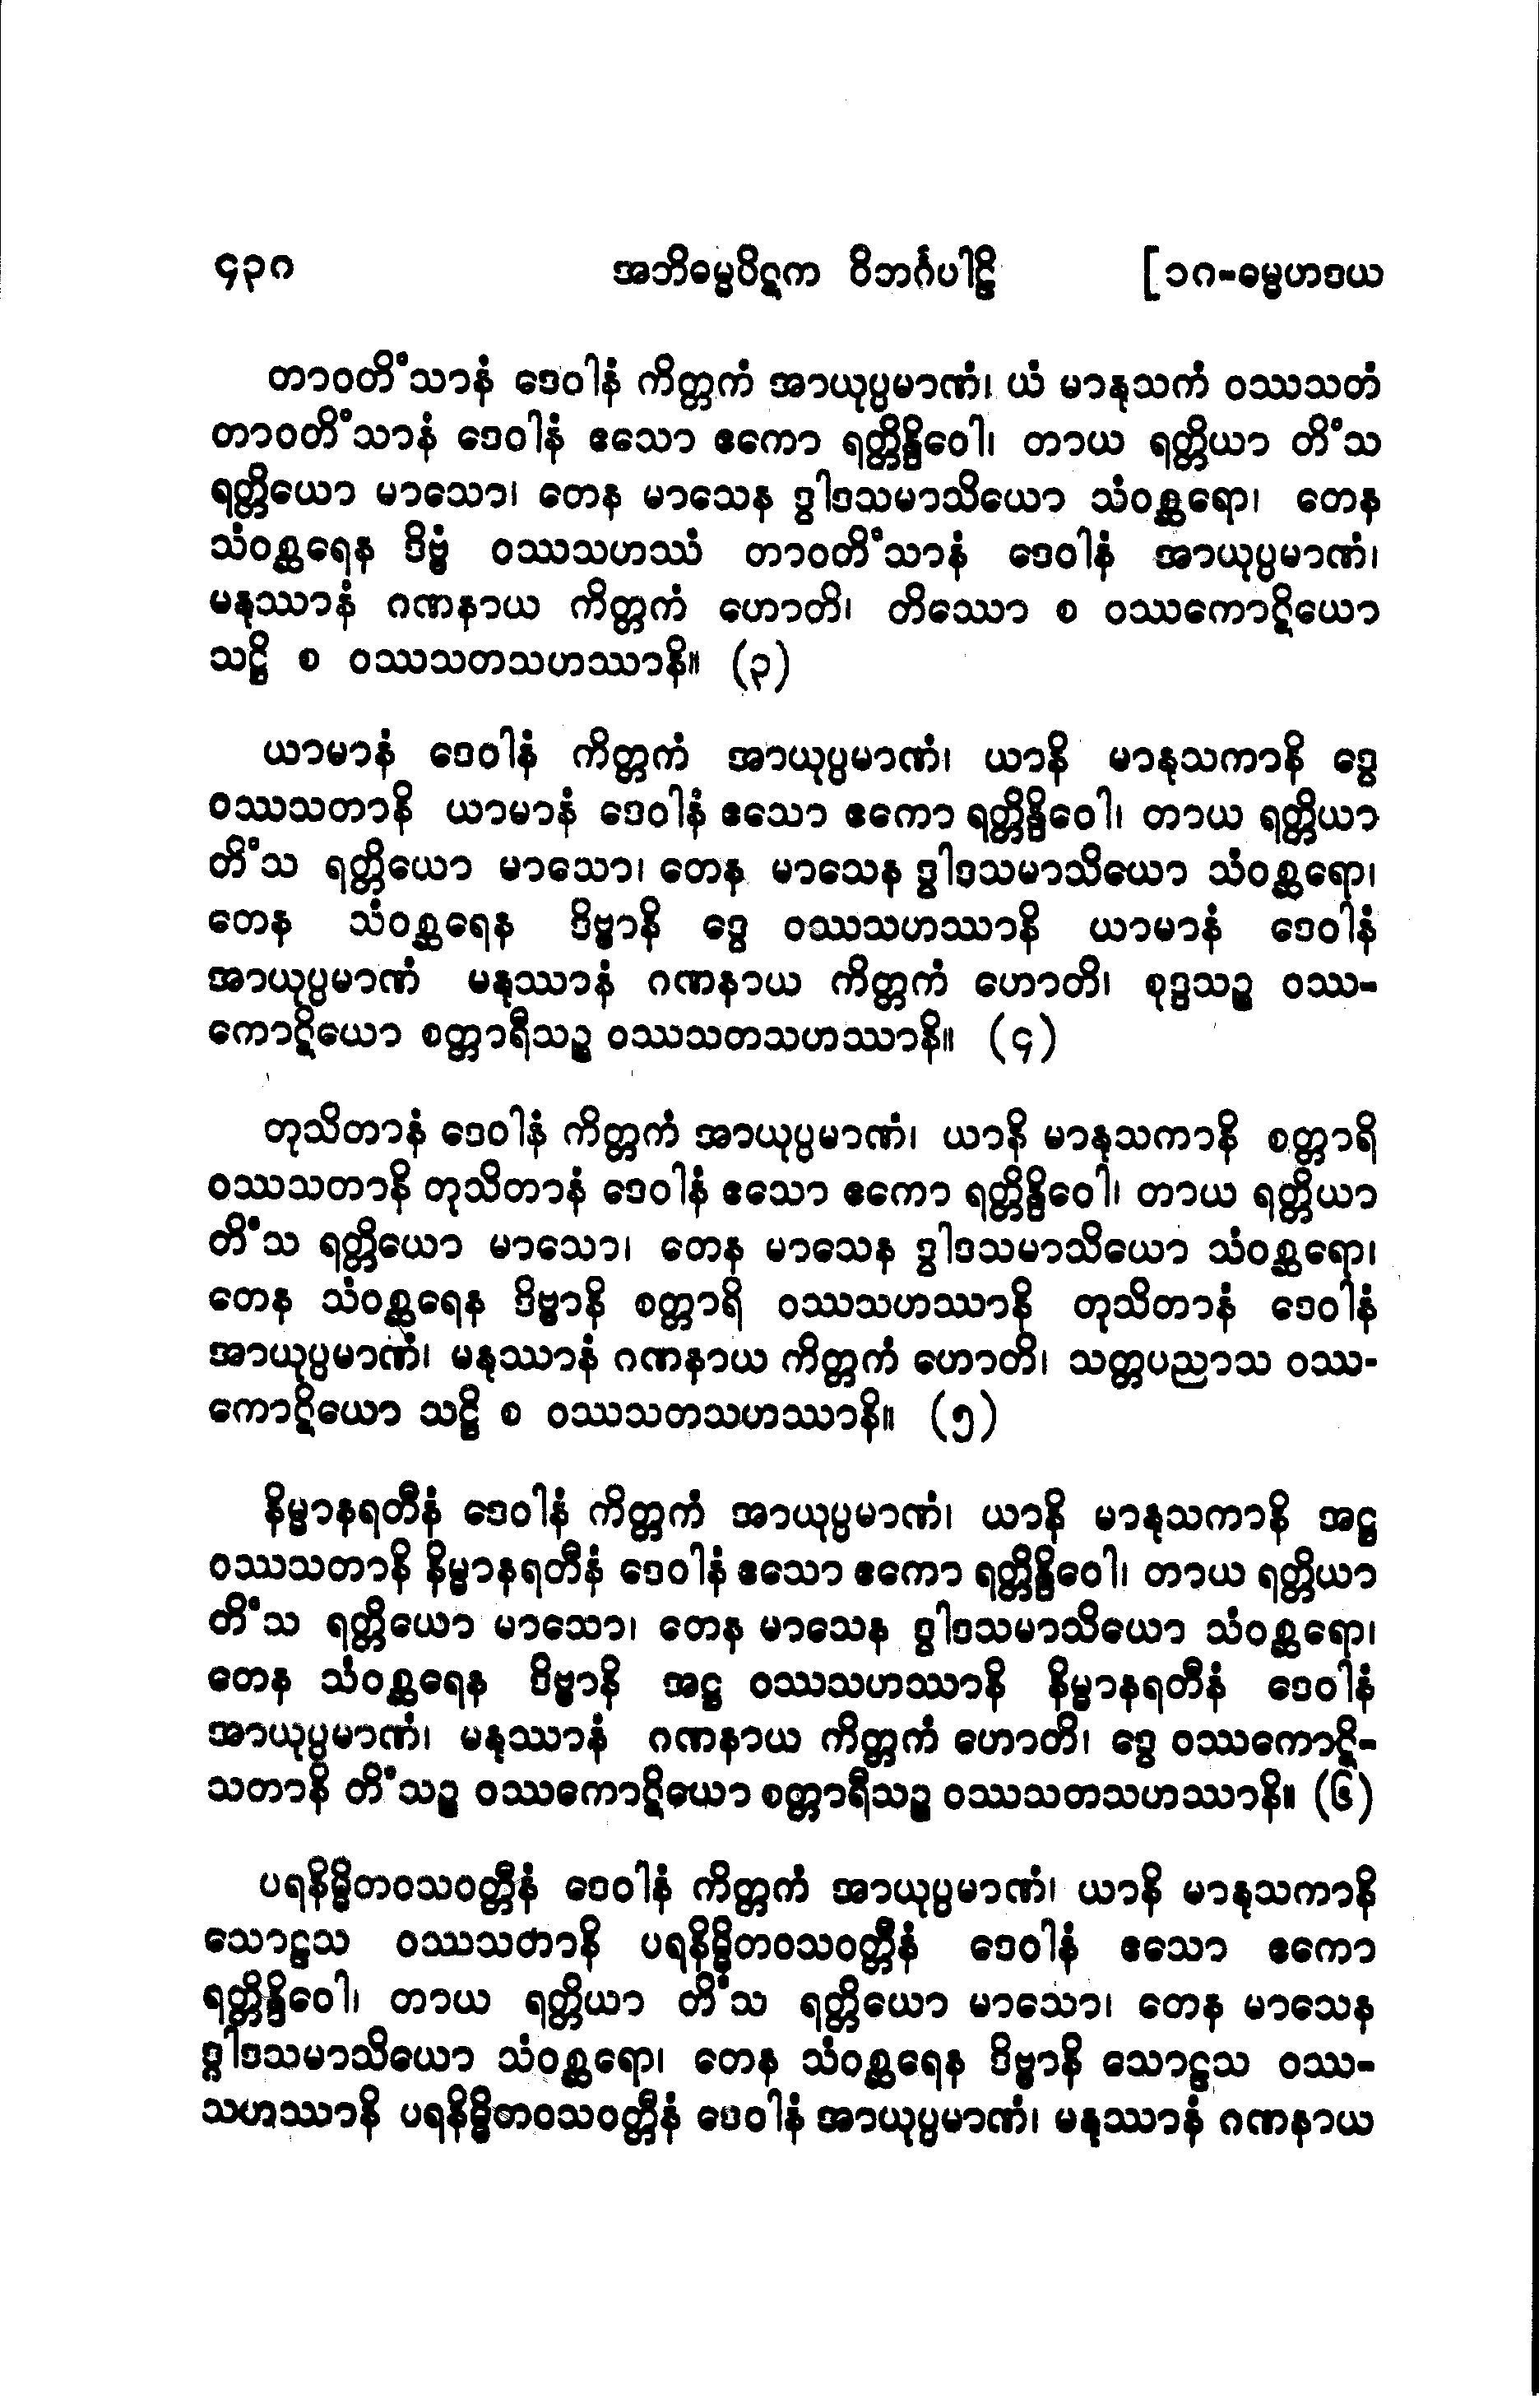 ၄၃၈ အဘိဓမ္မပိဋက ဝိဘင်္ဂပါဠိ [၁၈-ဓမ္မဟဒယ
တာဝတိံသာနံ ဒေဝါနံ ကိတ္တကံ အာယုပ္ပမာဏံ၊ ယံ မာနုသကံ ဝဿသတံ
တာဝတိံသာနံ ဒေဝါနံ ဧသော ဧကော ရတ္တိန္ဒိဝေါ၊ တာယ ရတ္တိယာ တိံသ
ရတ္တိယော မာသော၊ တေန မာသေန ဒွါဒသမာသိယော သံဝစ္ဆရော၊ တေန
သံဝစ္ဆရေန ဒိဗ္ဗံ ဝဿသဟဿံ တာဝတိံသာနံ ဒေဝါနံ အာယုပ္ပမာဏံ၊
မနုဿာနံ ဂဏနာယ ကိတ္တကံ ဟောတိ၊ တိဿော စ ဝဿကောဋိယော
သဋ္ဌိ စ ဝဿသတသဟဿာနိ။ (၃)
ယာမာနံ ဒေဝါနံ ကိတ္တကံ အာယုပ္ပမာဏံ၊ ယာနိ မာနုသကာနိ ဒွေ
ဝဿသတာနိ ယာမာနံ ဒေဝါနံ ဧသော ဧကော ရတ္တိန္ဒိဝေါ၊ တာယ ရတ္တိယာ
တိံသ ရတ္တိယော မာသော၊ တေန မာသေန ဒွါဒသမာသိယော သံဝစ္ဆရော၊
တေန သံဝစ္ဆရေန ဒိဗ္ဗာနိ ဒွေ ဝဿသဟဿာနိ ယာမာနံ ဒေဝါနံ
အာယုပ္ပမာဏံ မနုဿာနံ ဂဏနာယ ကိတ္တကံ ဟောတိ၊ စုဒ္ဒသဉ္စ ဝဿ-
ကောဋိယော စတ္တာရီသဉ္စ ဝဿသတသဟဿာနိ။ (၄)
တုသိတာနံ ဒေဝါနံ ကိတ္တကံ အာယုပ္ပမာဏံ၊ ယာနိ မာနုသကာနိ စတ္တာရိ
ဝဿသတာနိ တုသိတာနံ ဒေဝါနံ ဧသော ဧကော ရတ္တိန္ဒိဝေါ၊ တာယ ရတ္တိယာ
တိံသ ရတ္တိယော မာသော၊ တေန မာသေန ဒွါဒသမာသိယော သံဝစ္ဆရော၊
တေန သံဝစ္ဆရေန ဒိဗ္ဗာနိ စတ္တာရိ ဝဿသဟဿာနိ တုသိတာနံ ဒေဝါနံ
အာယုပ္ပမာဏံ၊ မနုဿာနံ ဂဏနာယ ကိတ္တကံ ဟောတိ၊ သတ္တပညာသ ဝဿ-
ကောဋိယော သဋ္ဌိ စ ဝဿသတသဟဿာနိ။ (၅)
နိမ္မာနရတီနံ ဒေဝါနံ ကိတ္တကံ အာယုပ္ပမာဏံ၊ ယာနိ မာနုသကာနိ အဋ္ဌ
ဝဿသတာနိ နိမ္မာနရတီနံ ဒေဝါနံ ဧသော ဧကော ရတ္တိန္ဒိဝေါ၊ တာယ ရတ္တိယာ
တိံသ ရတ္တိယော မာသော၊ တေန မာသေန ဒွါဒသမာသိယော သံဝစ္ဆရော၊
တေန သံဝစ္ဆရေန ဒိဗ္ဗာနိ အဋ္ဌ ဝဿသဟဿာနိ နိမ္မာနရတီနံ ဒေဝါနံ
အာယုပ္ပမာဏံ၊ မနုဿာနံ ဂဏနာယ ကိတ္တကံ ဟောတိ၊ ဒွေ ဝဿကောဋိ-
သတာနိ တိံသဉ္စ ဝဿကောဋိယော စတ္တာရီသဉ္စ ဝဿသတသဟဿာနိ။ (၆)
ပရနိမ္မိတဝသဝတ္တီနံ ဒေဝါနံ ကိတ္တကံ အာယုပ္ပမာဏံ၊ ယာနိ မာနုသကာနိ
သောဠသ ဝဿသတာနိ ပရနိမ္မိတဝသဝတ္တီနံ ဒေဝါနံ ဧသော ဧကော
ရတ္တိန္ဒိဝေါ၊ တာယ ရတ္တိယာ တိံသ ရတ္တိယော မာသော၊ တေန မာသေန
ဒွါဒသမာသိယော သံဝစ္ဆရော၊ တေန သံဝစ္ဆရေန ဒိဗ္ဗာနိ သောဠသ ဝဿ-
သဟဿာနိ ပရနိမ္မိတဝသဝတ္တီနံ ဒေဝါနံ အာယုပ္ပမာဏံ၊ မနုဿာနံ ဂဏနာယ